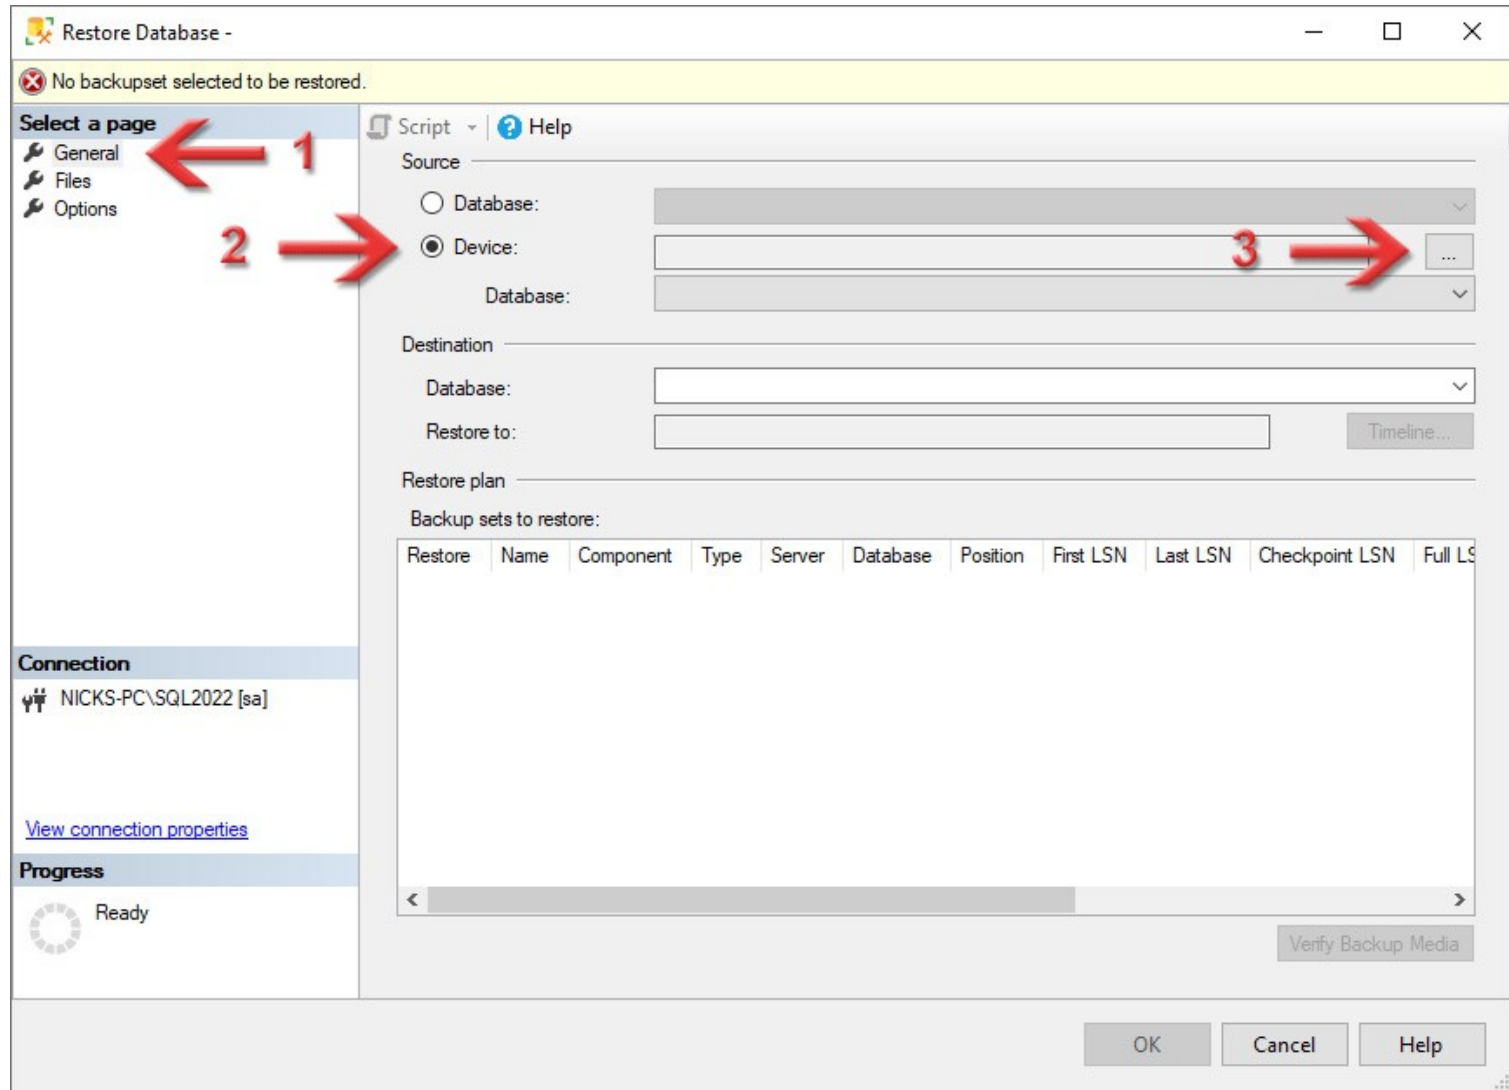 Restore Database -
No backupset selected to be restored.
Select a page
General
Files
Options
1
2
3
Script
Help
Source
Database:
Device:
...
Database:
Destination
Database:
Restore to:
Timeline...
Restore plan
Backup sets to restore:
Restore Name Component Type Server Database Position First LSN Last LSN Checkpoint LSN Full LS
Connection
NICKS-PC\SQL2022 [sa]
View connection properties
Progress
Ready
Verify Backup Media
OK Cancel Help